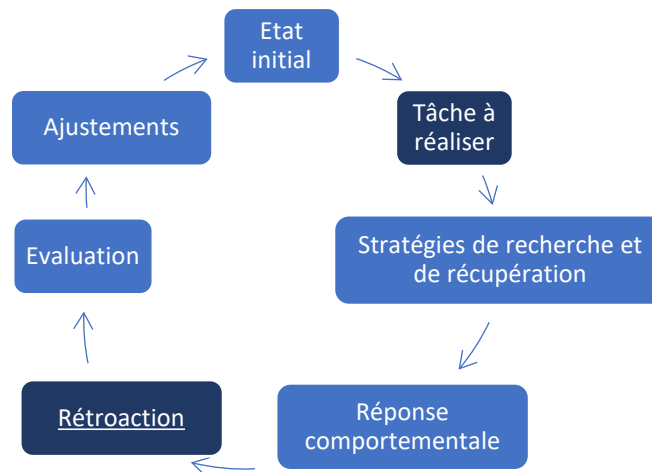 Etat
initial
Tâche à
réaliser
Stratégies de recherche et
de récupération
Réponse
comportementale
Rétroaction
Evaluation
Ajustements